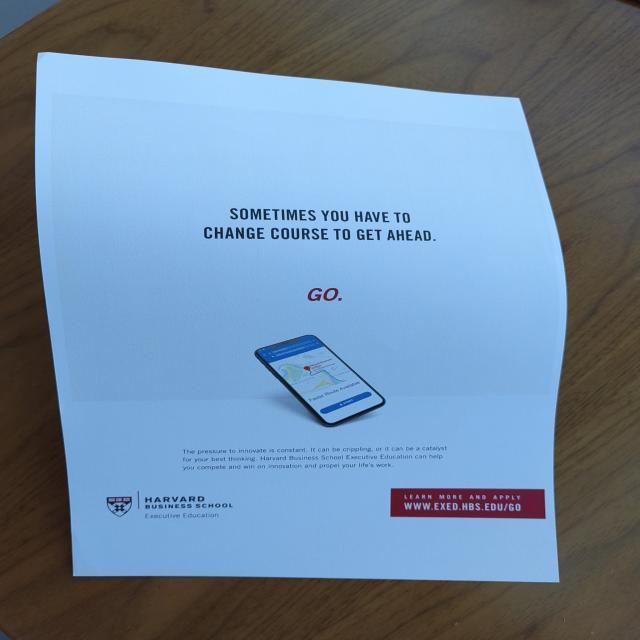 SOMETIMES YOU HAVE TO
CHANGE COURSE TO GET AHEAD.
GO.
Faster Route Available
The pressure to innovate is constant. It can be crippling, or it can be a catalyst
for your best thinking. Harvard Business School Executive Education can help
you compete and win on innovation and propel your life's work.
HARVARD
BUSINESS SCHOOL
Executive Education
LEARN MORE AND APPLY
WWW.EXED.HBS.EDU/GO